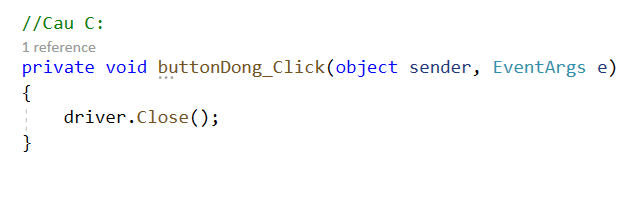 //Cau C:
1 reference
private void buttonDong_Click(object sender, EventArgs e)
{
driver.Close();
}